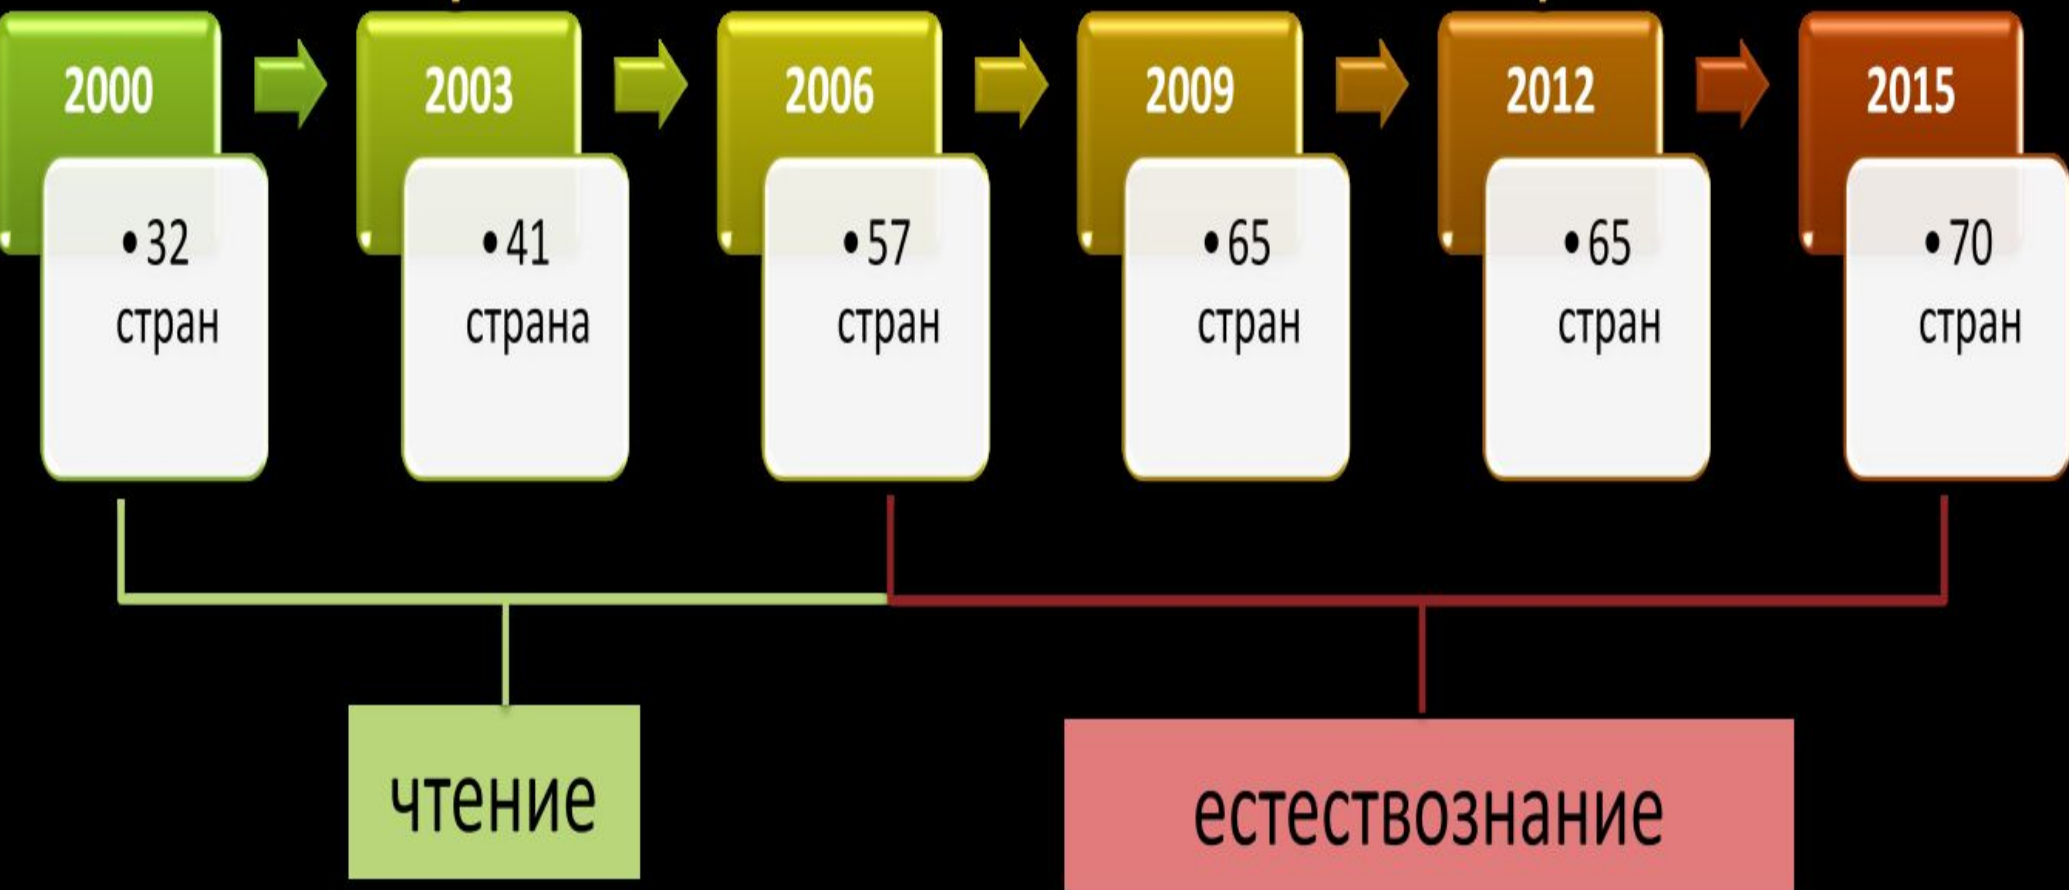 2000
2003
2006
2009
2012
2015
• 32
стран
• 41
страна
• 57
стран
• 65
стран
• 65
стран
• 70
стран
чтение
естествознание